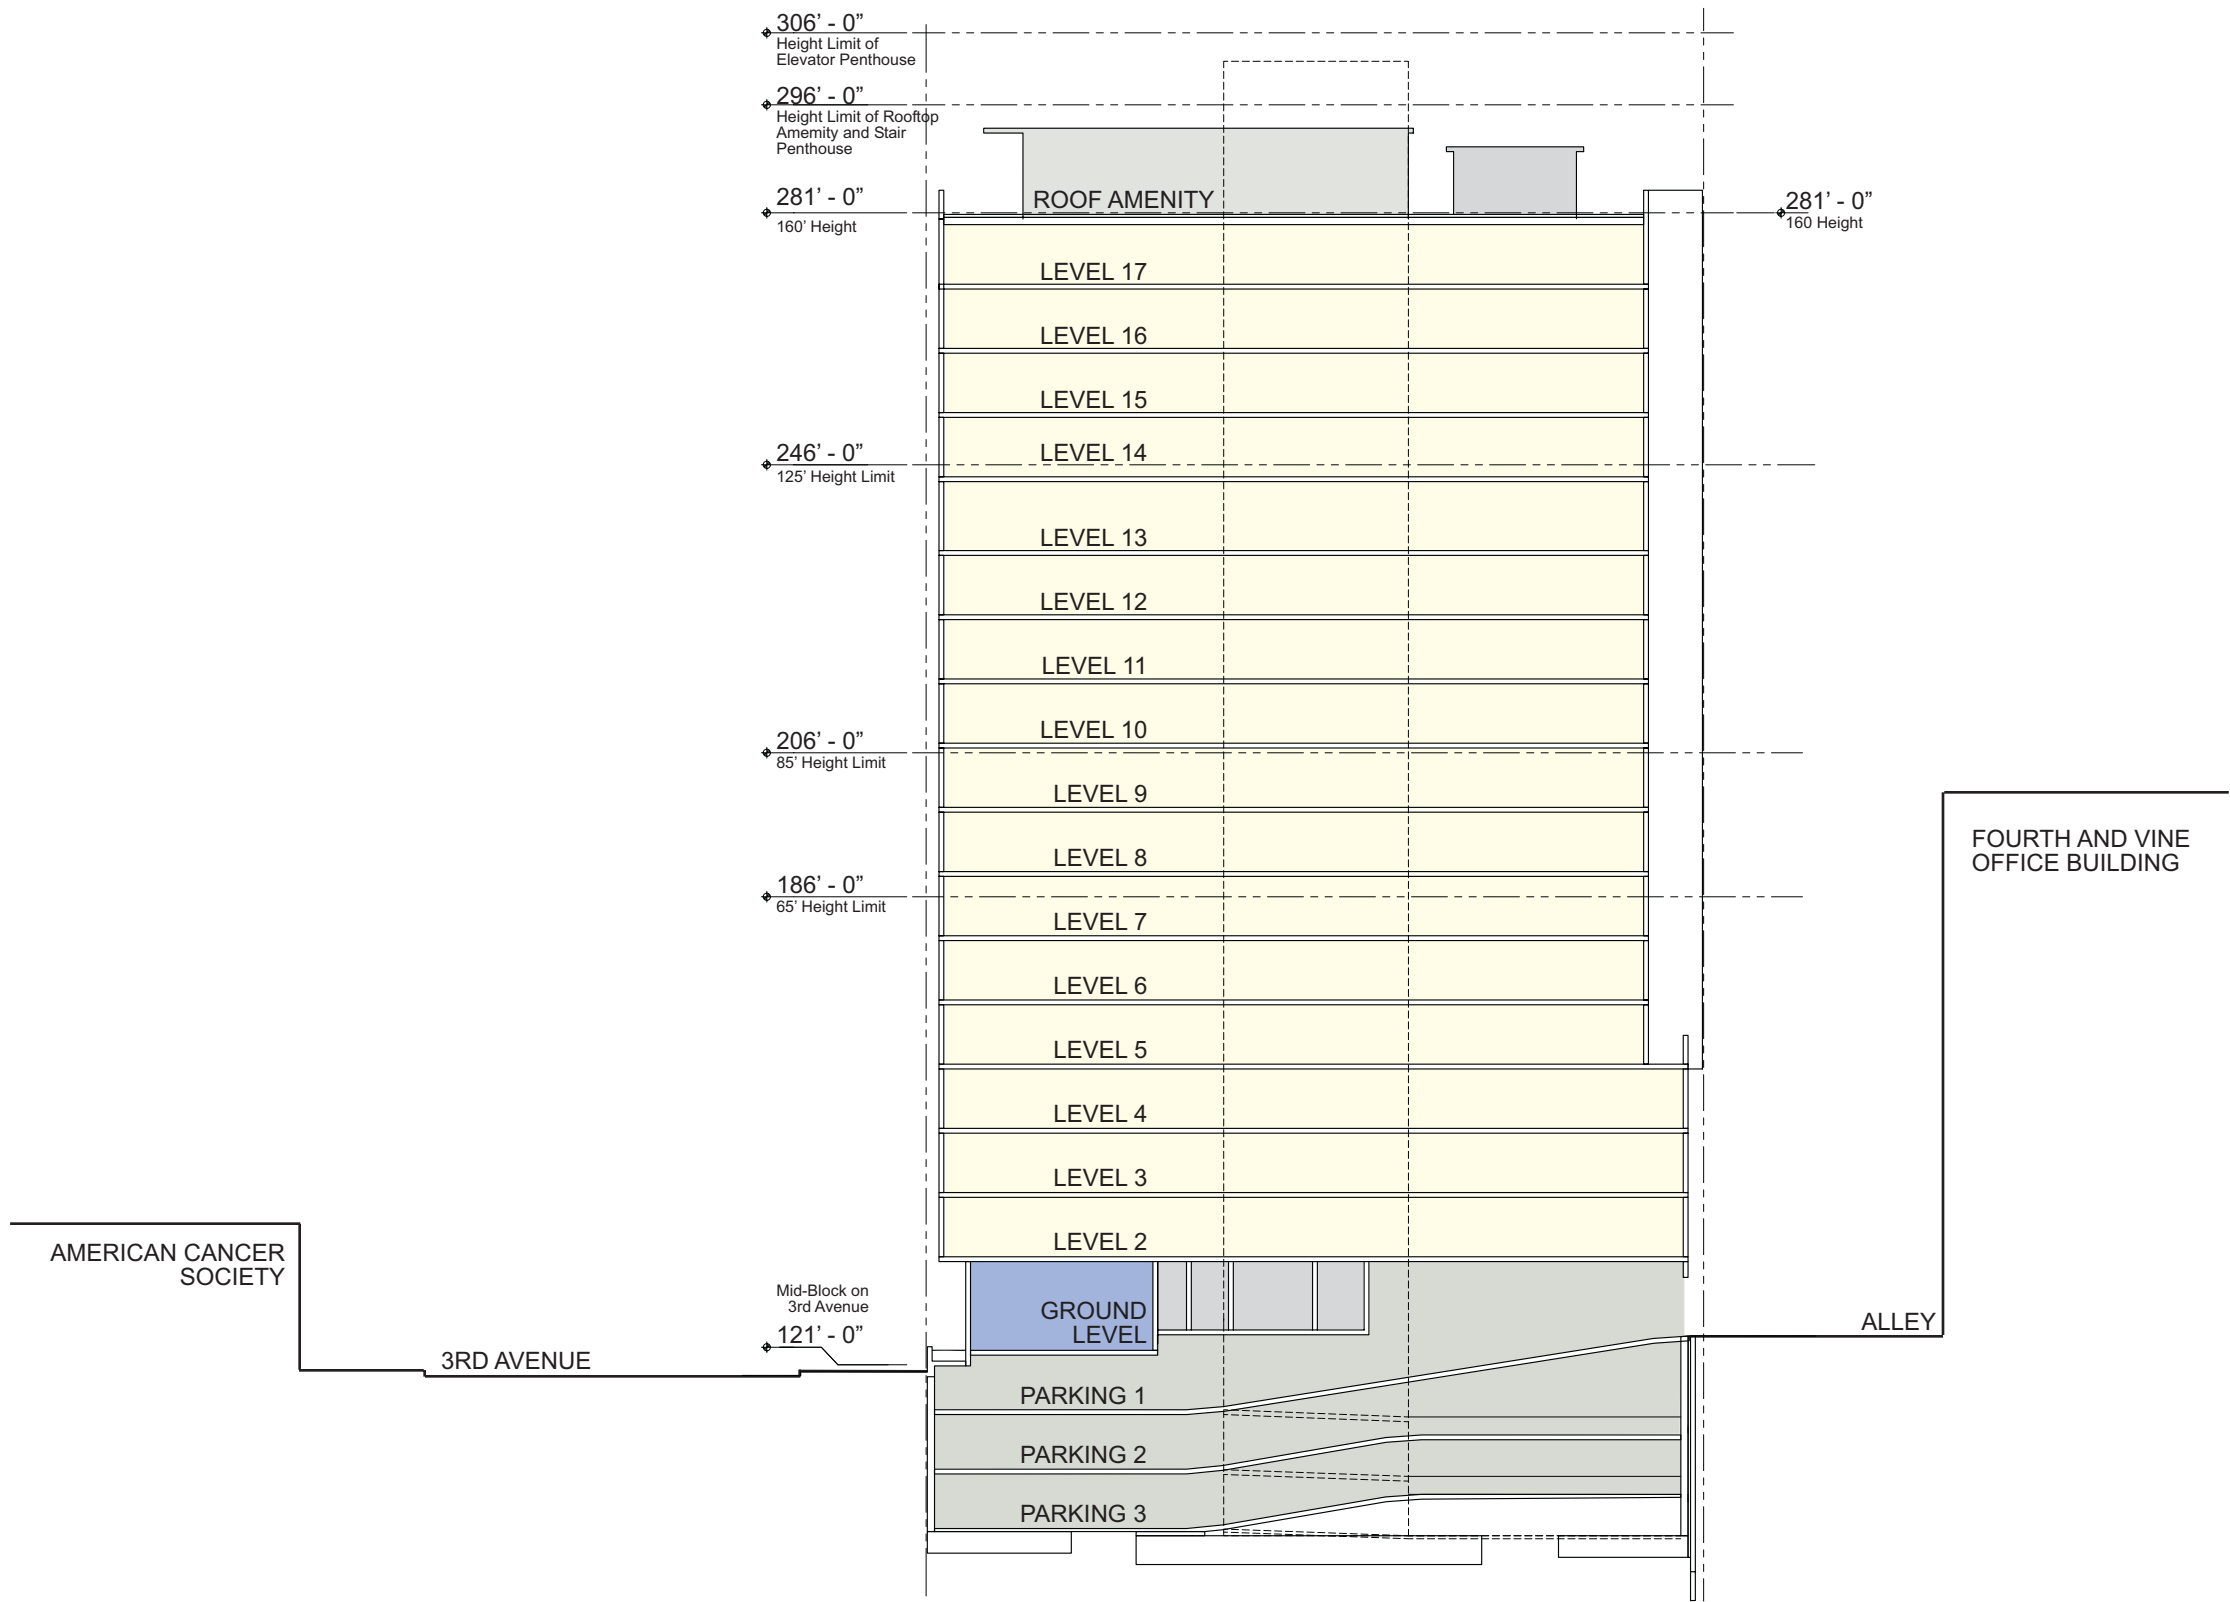 306’ - 0”
Height Limit of
Elevator Penthouse
296’ - 0”
Height Limit of Rooftop
Amemity and Stair
Penthouse
281’ - 0”
160’ Height
ROOF AMENITY
281’ - 0”
160 Height
LEVEL 17
LEVEL 16
LEVEL 15
LEVEL 14
246’ - 0”
125’ Height Limit
LEVEL 13
LEVEL 12
LEVEL 11
LEVEL 10
206’ - 0”
85’ Height Limit
LEVEL 9
FOURTH AND VINE
OFFICE BUILDING
LEVEL 8
186’ - 0”
65’ Height Limit
LEVEL 7
LEVEL 6
LEVEL 5
LEVEL 4
LEVEL 3
LEVEL 2
AMERICAN CANCER
SOCIETY
Mid-Block on
3rd Avenue
121’ - 0”
GROUND
LEVEL
ALLEY
3RD AVENUE
PARKING 1
PARKING 2
PARKING 3